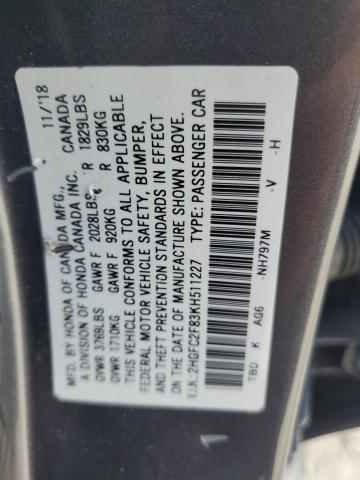 MFD. BY HONDA OF CANADA MFG., 11/'18
A DIVISION OF HONDA CANADA INC. CANADA
GVWR 3769LBS GAWR F 2028LBS R 1829LBS
GVWR 1710KG GAWR F 920KG R 830KG
THIS VEHICLE CONFORMS TO ALL APPLICABLE
FEDERAL MOTOR VEHICLE SAFETY, BUMPER,
AND THEFT PREVENTION STANDARDS IN EFFECT
ON THE DATE OF MANUFACTURE SHOWN ABOVE.
V.I.N.: 2HGFC2F83KH511227 TYPE: PASSENGER CAR
TBD K AG6 -NH797M -V -H